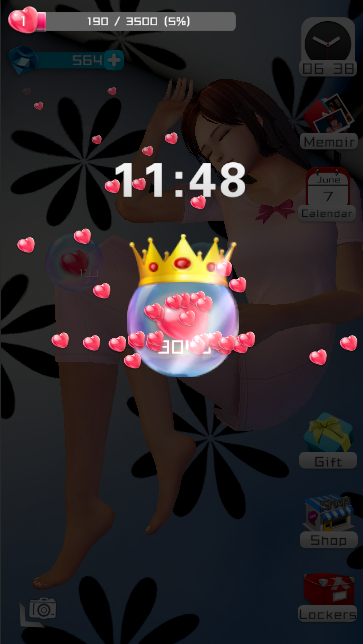 1
190 / 3500 (5%)
564
06 38
Memoir
11:48
June
7
Calendar
Gift
Shop
Lockers